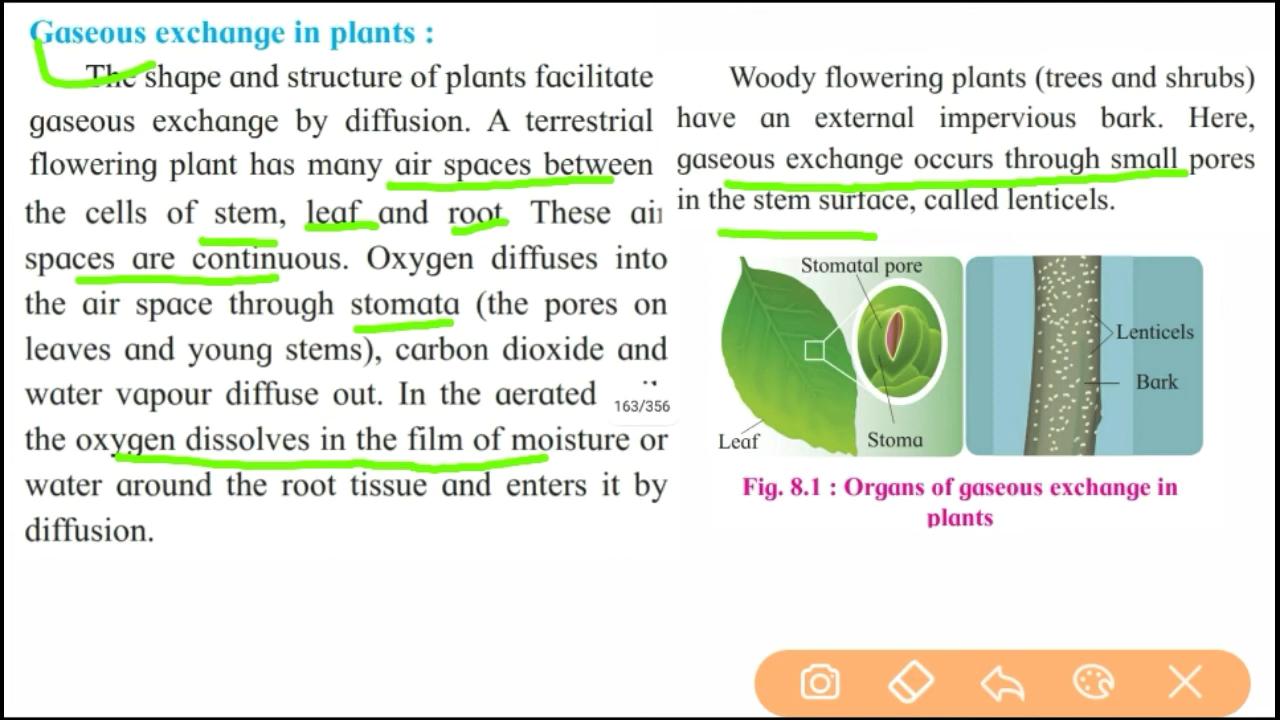 Gaseous exchange in plants :
The shape and structure of plants facilitate
gaseous exchange by diffusion. A terrestrial
flowering plant has many air spaces between
the cells of stem, leaf and root. These air
spaces are continuous. Oxygen diffuses into
the air space through stomata (the pores on
leaves and young stems), carbon dioxide and
water vapour diffuse out. In the aerated
163/356
the oxygen dissolves in the film of moisture or
water around the root tissue and enters it by
diffusion.
Woody flowering plants (trees and shrubs)
have an external impervious bark. Here,
gaseous exchange occurs through small pores
in the stem surface, called lenticels.
Stomatal pore
Leaf
Stoma
Lenticels
Bark
Fig. 8.1 : Organs of gaseous exchange in
plants